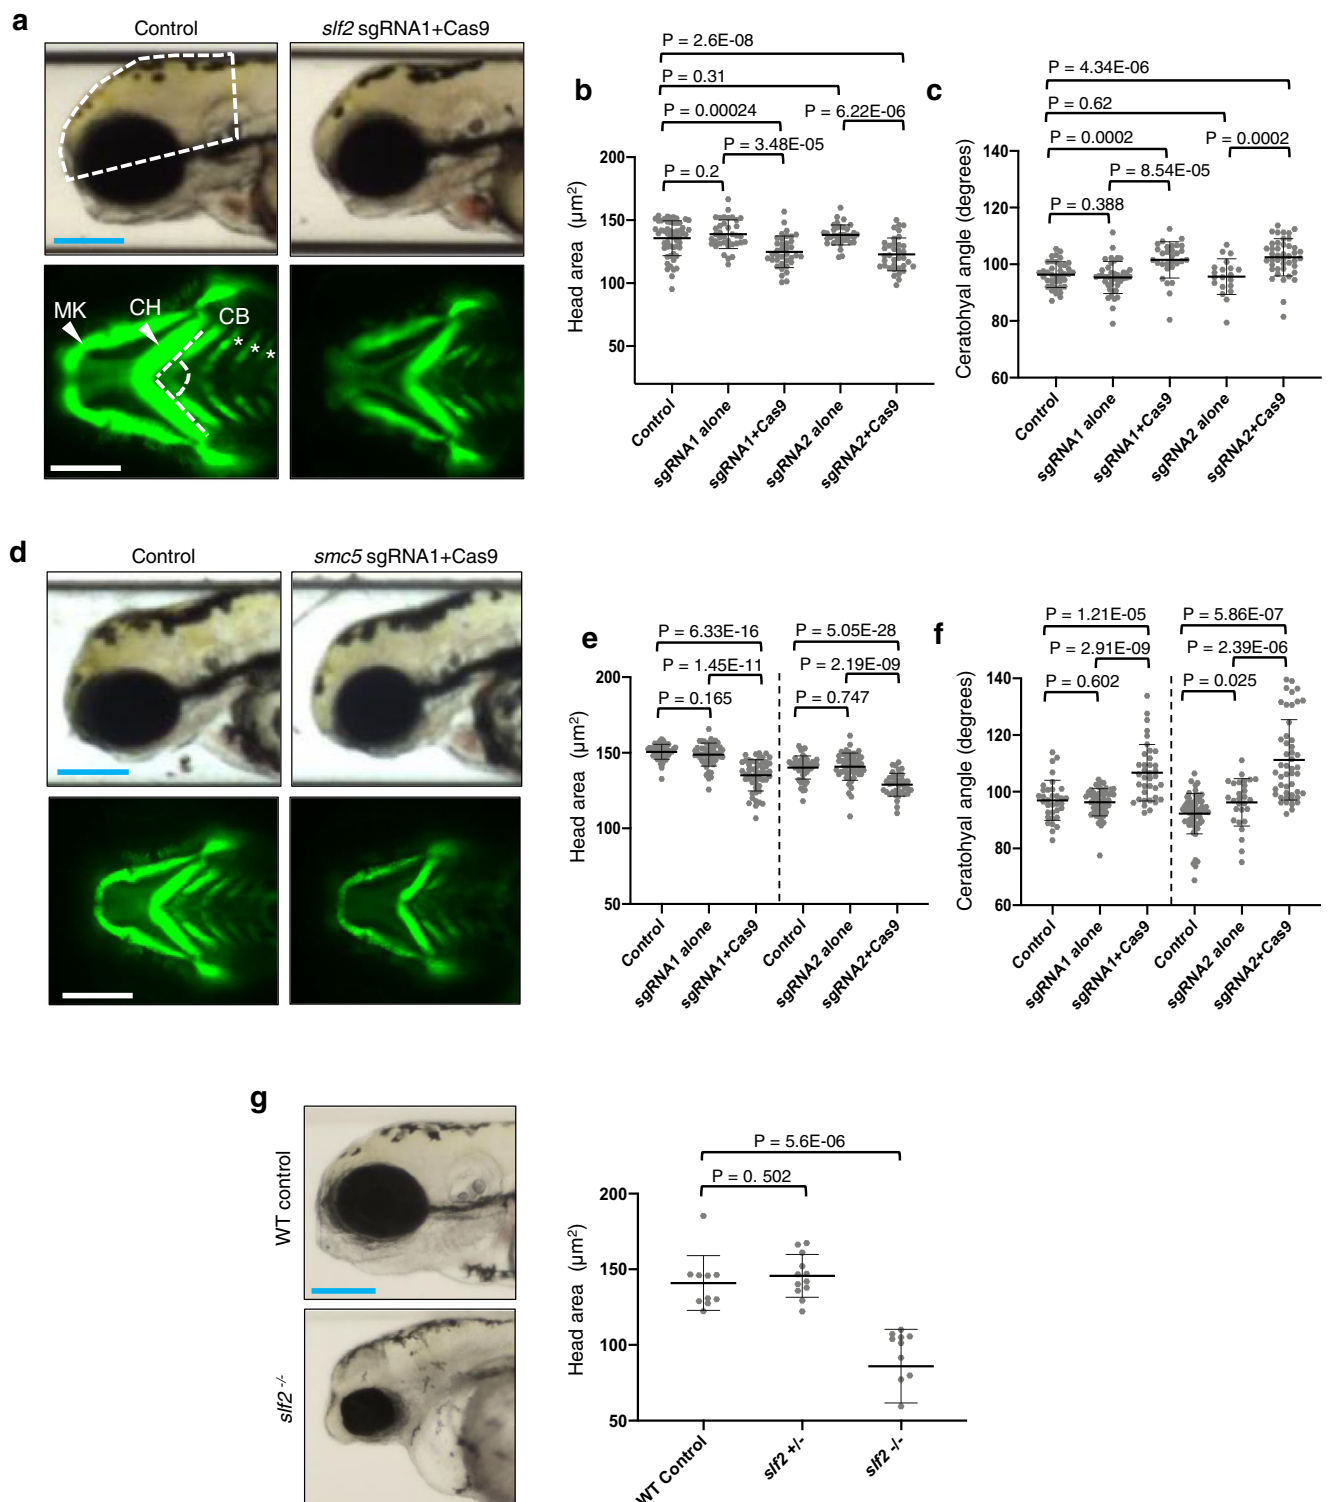 a
Control
slf2 sgRNA1+Cas9
MK
CH
CB
* * *
b
P = 2.6E-08
P = 0.31
P = 0.00024
P = 6.22E-06
P = 3.48E-05
P = 0.2
Head area (µm²)
200
150
100
50
Control
sgRNA1 alone
sgRNA1+Cas9
sgRNA2 alone
sgRNA2+Cas9
c
P = 4.34E-06
P = 0.62
P = 0.0002
P = 0.0002
P = 8.54E-05
P = 0.388
Ceratohyal angle (degrees)
140
120
100
80
60
Control
sgRNA1 alone
sgRNA1+Cas9
sgRNA2 alone
sgRNA2+Cas9
d
Control
smc5 sgRNA1+Cas9
e
P = 6.33E-16
P = 5.05E-28
P = 1.45E-11
P = 2.19E-09
P = 0.165
P = 0.747
Head area (µm²)
200
150
100
50
Control
sgRNA1 alone
sgRNA1+Cas9
Control
sgRNA2 alone
sgRNA2+Cas9
f
P = 1.21E-05
P = 5.86E-07
P = 2.91E-09
P = 2.39E-06
P = 0.602
P = 0.025
Ceratohyal angle (degrees)
140
120
100
80
60
Control
sgRNA1 alone
sgRNA1+Cas9
Control
sgRNA2 alone
sgRNA2+Cas9
g
WT control
slf2 -/-
P = 5.6E-06
P = 0. 502
Head area (µm²)
200
150
100
50
WT Control
slf2 +/-
slf2 -/-